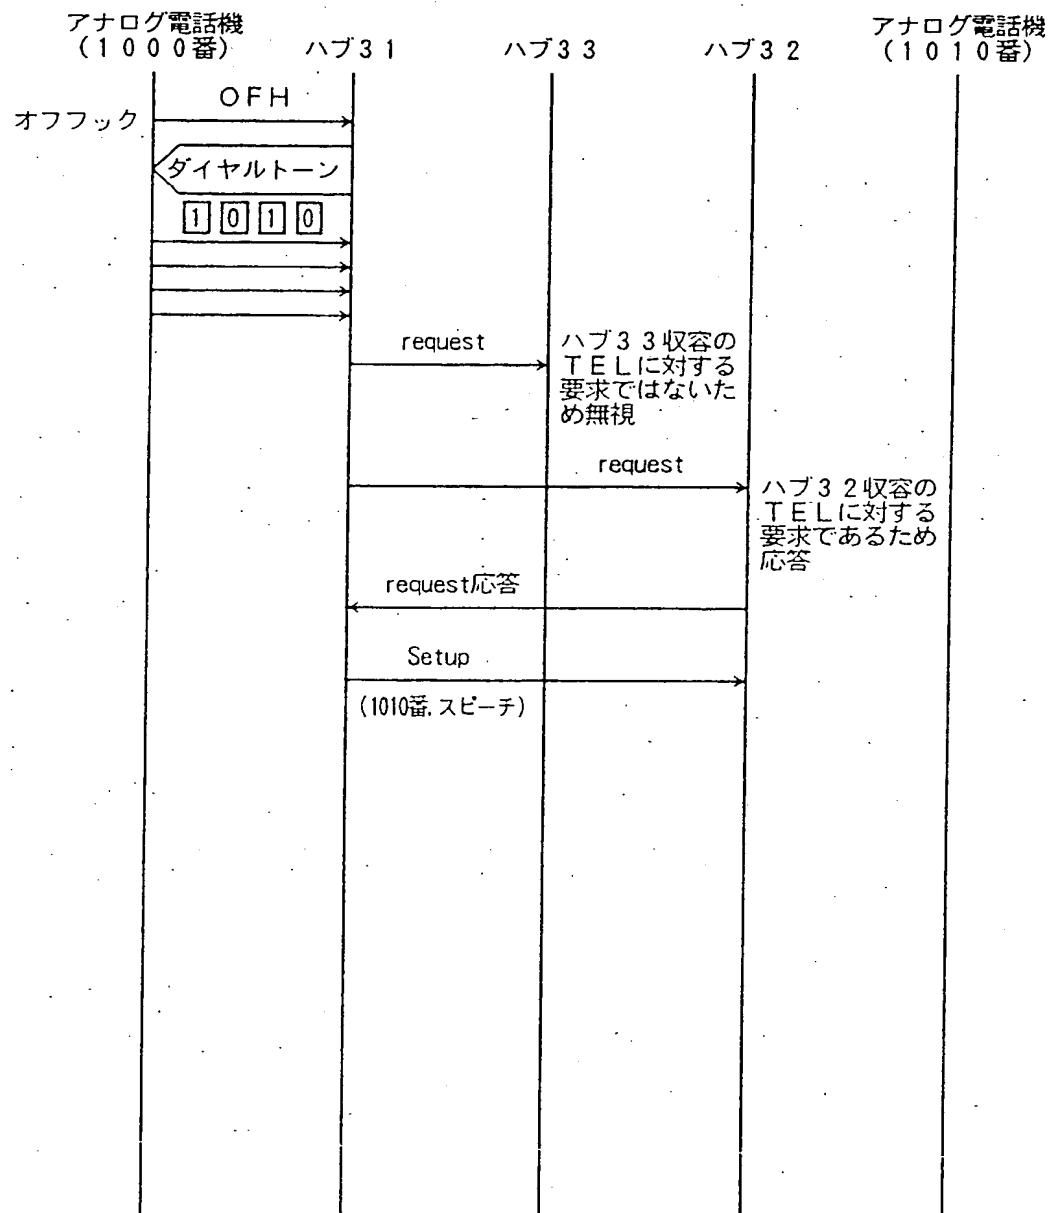 アナログ電話機
(1000番)
ハブ31
ハブ33
ハブ32
アナログ電話機
(1010番)
OFH
オフフック
ダイヤルトーン
1 0 1 0
request
ハブ33収容の
TELに対する
要求ではないた
め無視
request
ハブ32収容の
TELに対する
要求であるため
応答
request応答
Setup
(1010番,スピーチ)